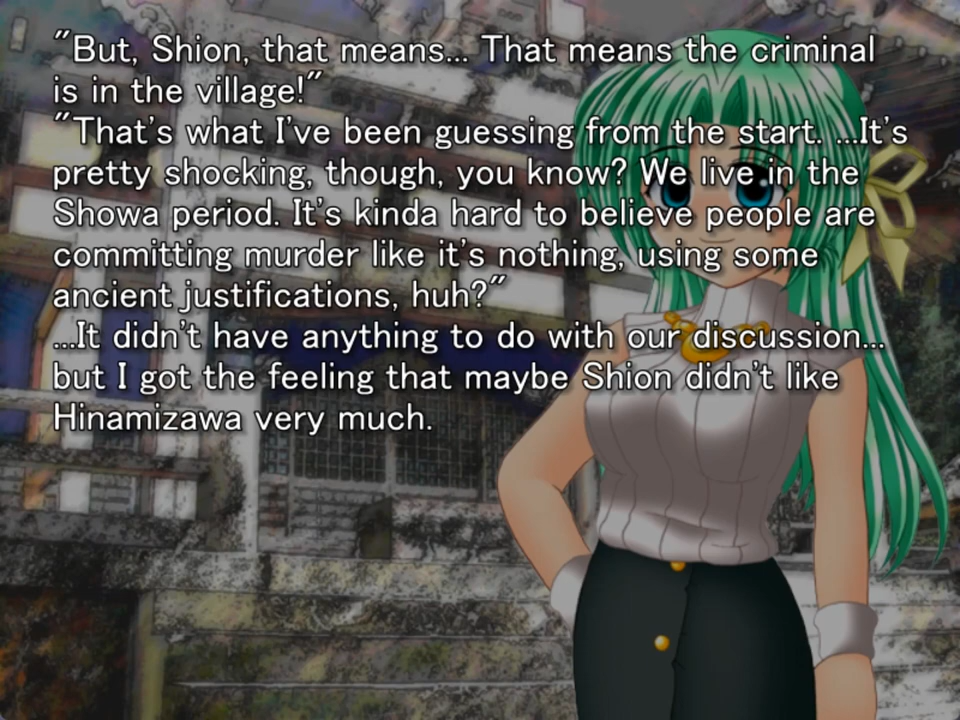 "But, Shion, that means... That means the criminal
is in the village!"
"That's what I've been guessing from the start. ...It's
pretty shocking, though, you know? We live in the
Showa period. It's kinda hard to believe people are
committing murder like it's nothing, using some
ancient justifications, huh?"
...It didn't have anything to do with our discussion...
but I got the feeling that maybe Shion didn't like
Hinamizawa very much.